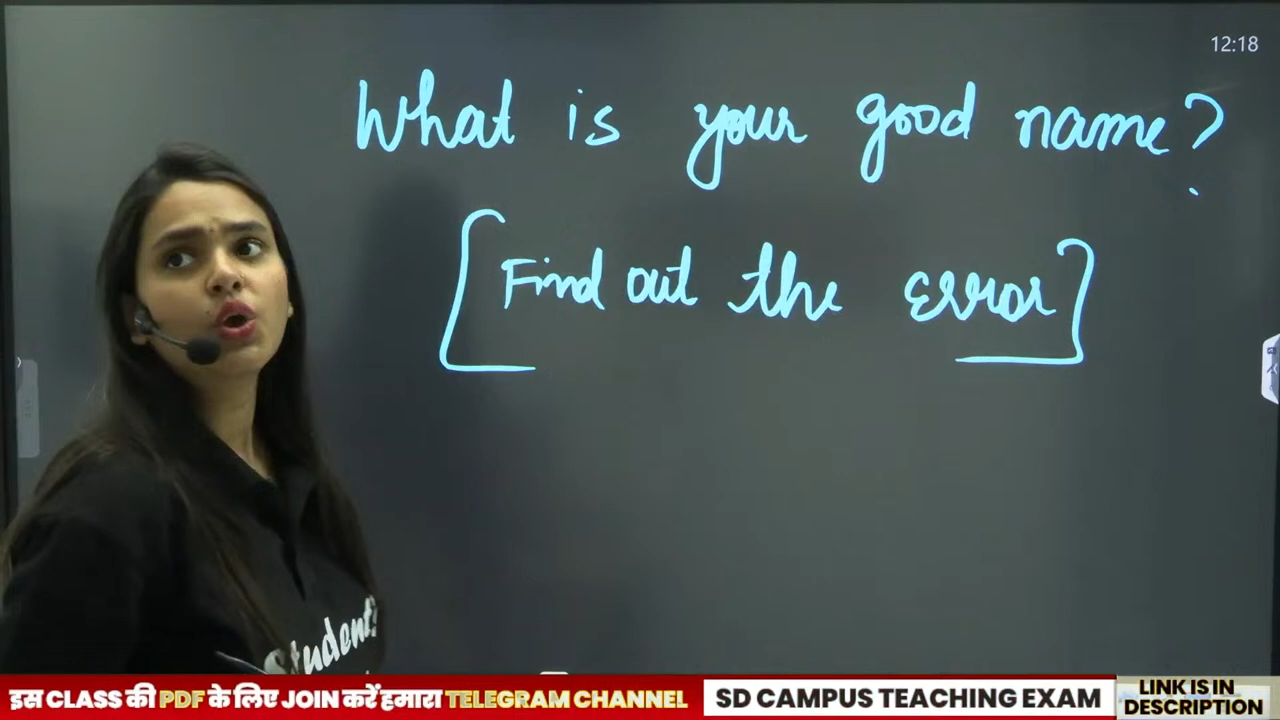 12:18
What is your good name?
[Find out the error]
Student?
इस CLASS की PDF के लिए JOIN करें हमारा TELEGRAM CHANNEL
SD CAMPUS TEACHING EXAM
LINK IS IN
DESCRIPTION